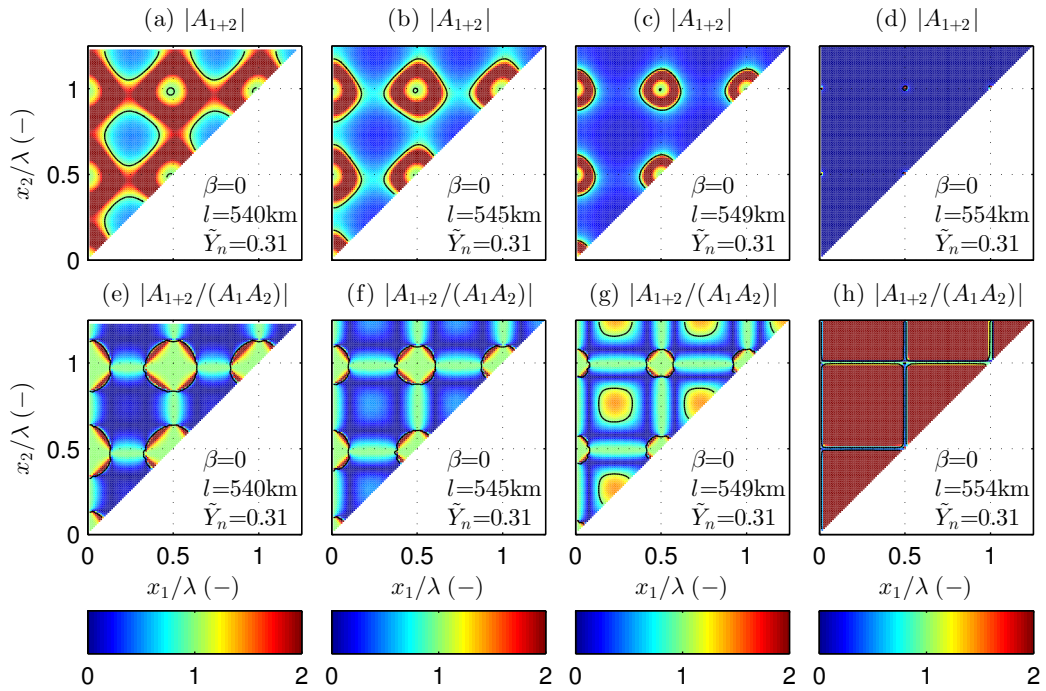 (a) |A₁₊₂| (b) |A₁₊₂| (c) |A₁₊₂| (d) |A₁₊₂|
x₂/λ (−)
1
0.5
0
β=0
l=540km
Ỹₙ=0.31
β=0
l=545km
Ỹₙ=0.31
β=0
l=549km
Ỹₙ=0.31
β=0
l=554km
Ỹₙ=0.31
(e) |A₁₊₂/(A₁A₂)| (f) |A₁₊₂/(A₁A₂)| (g) |A₁₊₂/(A₁A₂)| (h) |A₁₊₂/(A₁A₂)|
x₂/λ (−)
1
0.5
0
β=0
l=540km
Ỹₙ=0.31
β=0
l=545km
Ỹₙ=0.31
β=0
l=549km
Ỹₙ=0.31
β=0
l=554km
Ỹₙ=0.31
0 0.5 1 0 0.5 1 0 0.5 1 0 0.5 1
x₁/λ (−) x₁/λ (−) x₁/λ (−) x₁/λ (−)
0 1 2 0 1 2 0 1 2 0 1 2